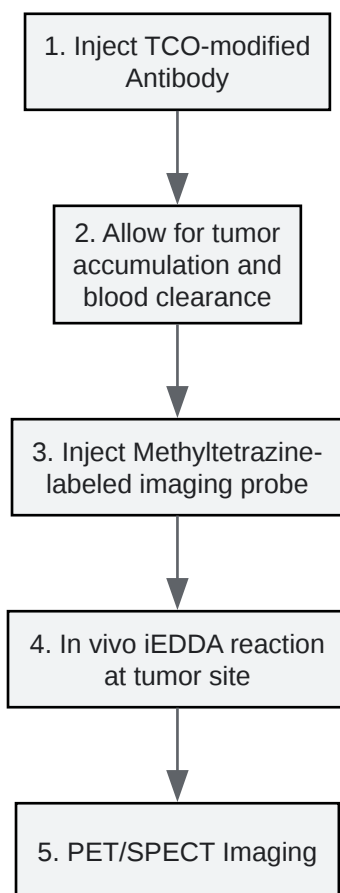 1. Inject TCO-modified
Antibody
2. Allow for tumor
accumulation and
blood clearance
3. Inject Methyltetrazine-
labeled imaging probe
4. In vivo iEDDA reaction
at tumor site
5. PET/SPECT Imaging